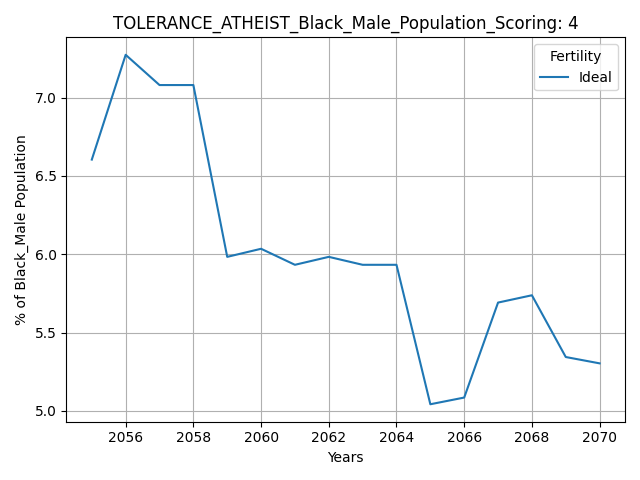 TOLERANCE_ATHEIST_Black_Male_Population_Scoring: 4
Fertility
Ideal
% of Black_Male Population
7.0
6.5
6.0
5.5
5.0
2056 2058 2060 2062 2064 2066 2068 2070
Years